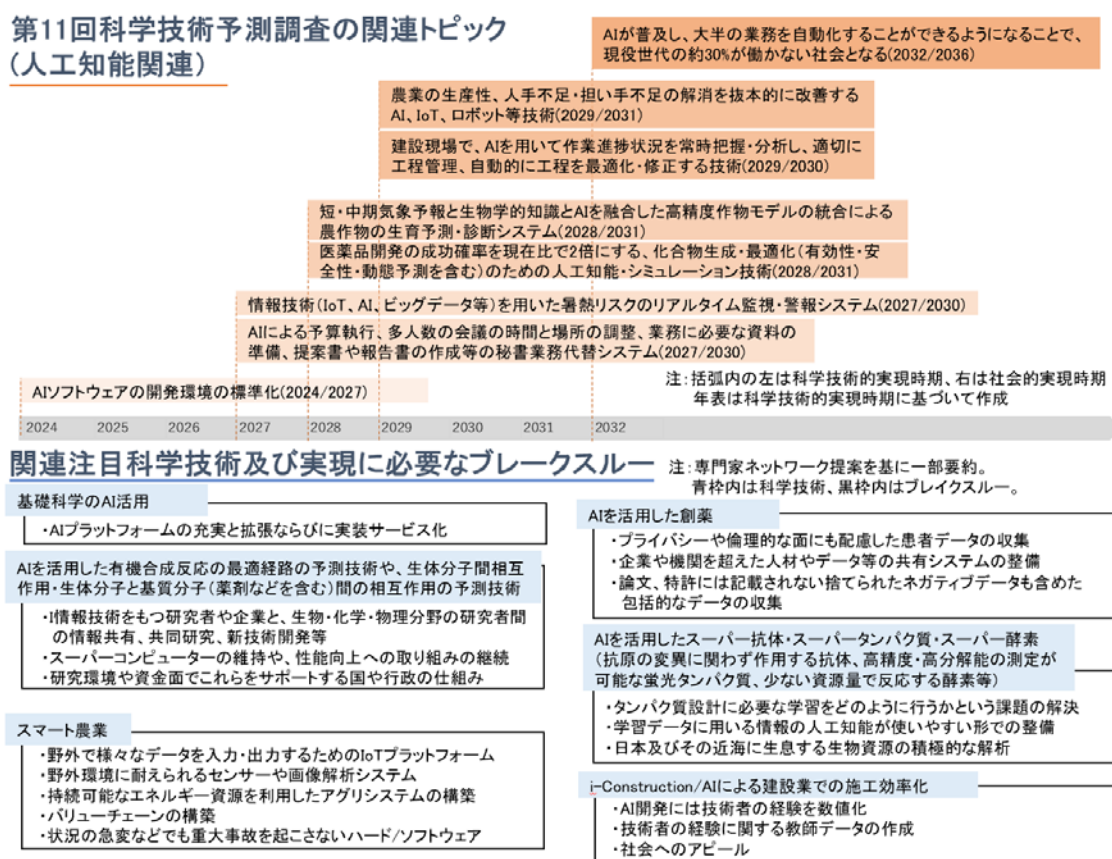 第11回科学技術予測調査の関連トピック
(人工知能関連)
AIが普及し、大半の業務を自動化することができるようになることで、
現役世代の約30%が働かない社会となる(2032/2036)
農業の生産性、人手不足・担い手不足の解消を抜本的に改善する
AI、IoT、ロボット等技術(2029/2031)
建設現場で、AIを用いて作業進捗状況を常時把握・分析し、適切に
工程管理、自動的に工程を最適化・修正する技術(2029/2030)
短・中期気象予報と生物学的知識とAIを融合した高精度作物モデルの統合による
農作物の生育予測・診断システム(2028/2031)
医薬品開発の成功確率を現在比で2倍にする、化合物生成・最適化(有効性・安
全性・動態予測を含む)のための人工知能・シミュレーション技術(2028/2031)
情報技術(IoT、AI、ビッグデータ等)を用いた暑熱リスクのリアルタイム監視・警報システム(2027/2030)
AIIによる予算執行、多人数の会議の時間と場所の調整、業務に必要な資料の
準備、提案書や報告書の作成等の秘書業務代替システム(2027/2030)
AIソフトウェアの開発環境の標準化(2024/2027)
注:括弧内の左は科学技術的実現時期、右は社会的実現時期
年表は科学技術的実現時期に基づいて作成
2024 2025 2026 2027 2028 2029 2030 2031 2032
関連注目科学技術及び実現に必要なブレークスルー
注:専門家ネットワーク提案を基に一部要約。
青枠内は科学技術、黒枠内はブレイクスルー。
基礎科学のAI活用
・AIプラットフォームの充実と拡張ならびに実装サービス化
AIを活用した有機合成反応の最適経路の予測技術や、生体分子間相互
作用・生体分子と基質分子(薬剤などを含む)間の相互作用の予測技術
・I情報技術をもつ研究者や企業と、生物・化学・物理分野の研究者間
の情報共有、共同研究、新技術開発等
・スーパーコンピューターの維持や、性能向上への取り組みの継続
・研究環境や資金面でこれらをサポートする国や行政の仕組み
スマート農業
・野外で様々なデータを入力・出力するためのIoTプラットフォーム
・野外環境に耐えられるセンサーや画像解析システム
・持続可能なエネルギー資源を利用したアグリシステムの構築
・バリューチェーンの構築
・状況の急変などでも重大事故を起こさないハード/ソフトウェア
AIを活用した創薬
・プライバシーや倫理的な面にも配慮した患者データの収集
・企業や機関を超えた人材やデータ等の共有システムの整備
・論文、特許には記載されない捨てられたネガティブデータも含めた
包括的なデータの収集
AIを活用したスーパー抗体・スーパータンパク質・スーパー酵素
(抗原の変異に関わず作用する抗体、高精度・高分解能の測定が
可能な蛍光タンパク質、少ない資源量で反応する酵素等)
・タンパク質設計に必要な学習をどのように行うかという課題の解決
・学習データに用いる情報の人工知能が使いやすい形での整備
・日本及びその近海に生息する生物資源の積極的な解析
i-Construction/AIによる建設業での施工効率化
・AI開発には技術者の経験を数値化
・技術者の経験に関する教師データの作成
・社会へのアピール